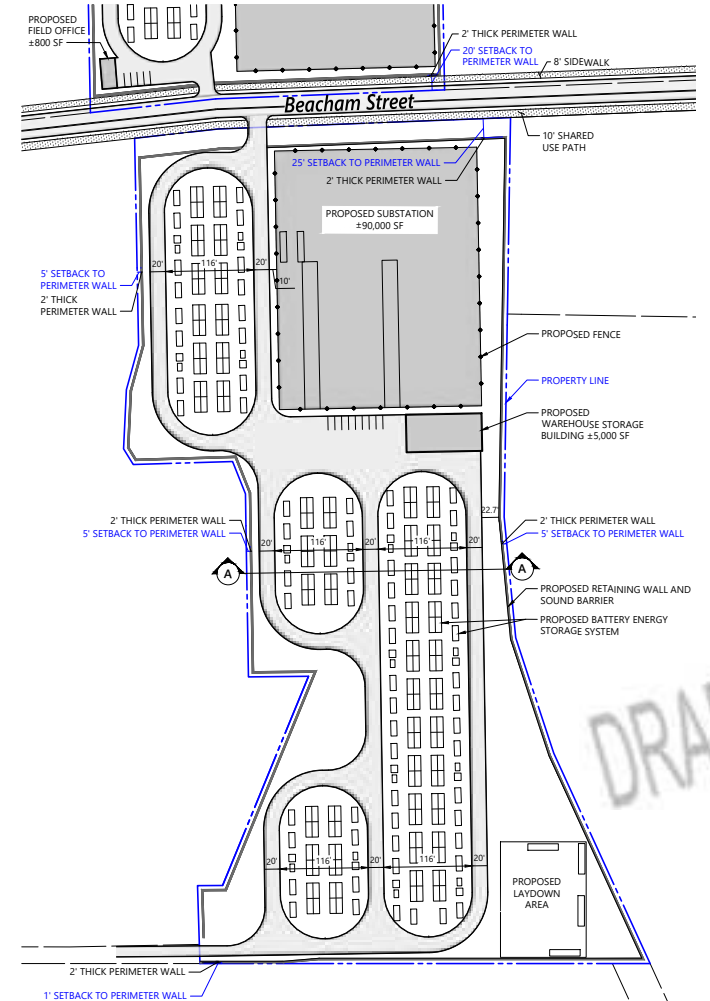 PROPOSED
FIELD OFFICE
±800 SF
2' THICK PERIMETER WALL
20' SETBACK TO
PERIMETER WALL
8' SIDEWALK
Beacham Street
10' SHARED
USE PATH
25' SETBACK TO PERIMETER WALL
2' THICK PERIMETER WALL
PROPOSED SUBSTATION
±90,000 SF
20'
116'
20'
10'
5' SETBACK TO
PERIMETER WALL
2' THICK
PERIMETER WALL
PROPOSED FENCE
PROPERTY LINE
PROPOSED
WAREHOUSE STORAGE
BUILDING ±5,000 SF
22.7'
2' THICK PERIMETER WALL
5' SETBACK TO PERIMETER WALL
2' THICK PERIMETER WALL
5' SETBACK TO PERIMETER WALL
20'
116'
20'
116'
20'
A
A
PROPOSED RETAINING WALL AND
SOUND BARRIER
PROPOSED BATTERY ENERGY
STORAGE SYSTEM
DRA
20'
116'
20'
116'
20'
PROPOSED
LAYDOWN
AREA
2' THICK PERIMETER WALL
1' SETBACK TO PERIMETER WALL